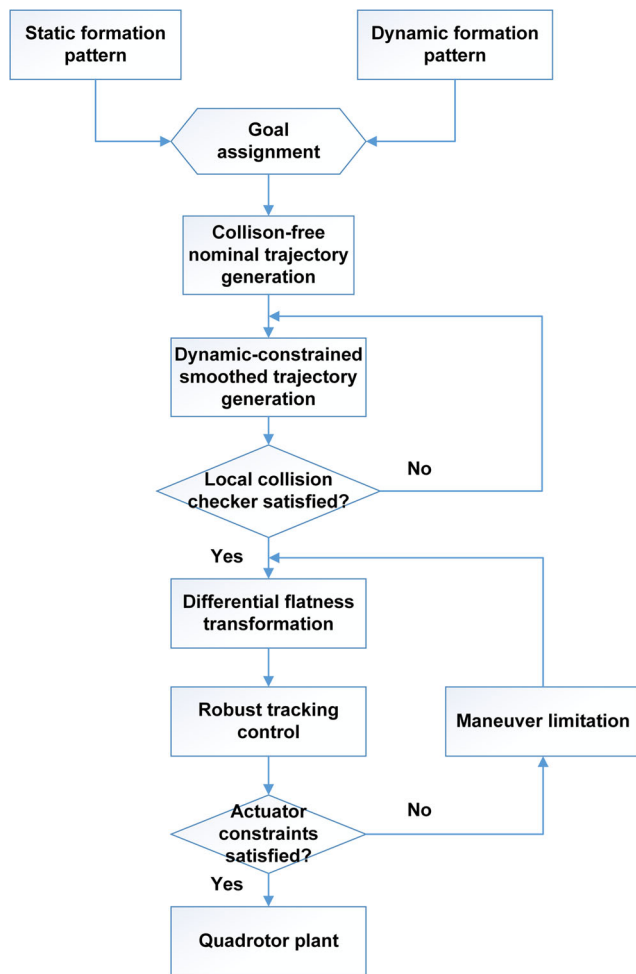 Static formation
pattern
Dynamic formation
pattern
Goal
assignment
Collison-free
nominal trajectory
generation
Dynamic-constrained
smoothed trajectory
generation
Local collision
checker satisfied?
No
Yes
Differential flatness
transformation
Robust tracking
control
Maneuver limitation
Actuator
constraints
satisfied?
No
Yes
Quadrotor plant